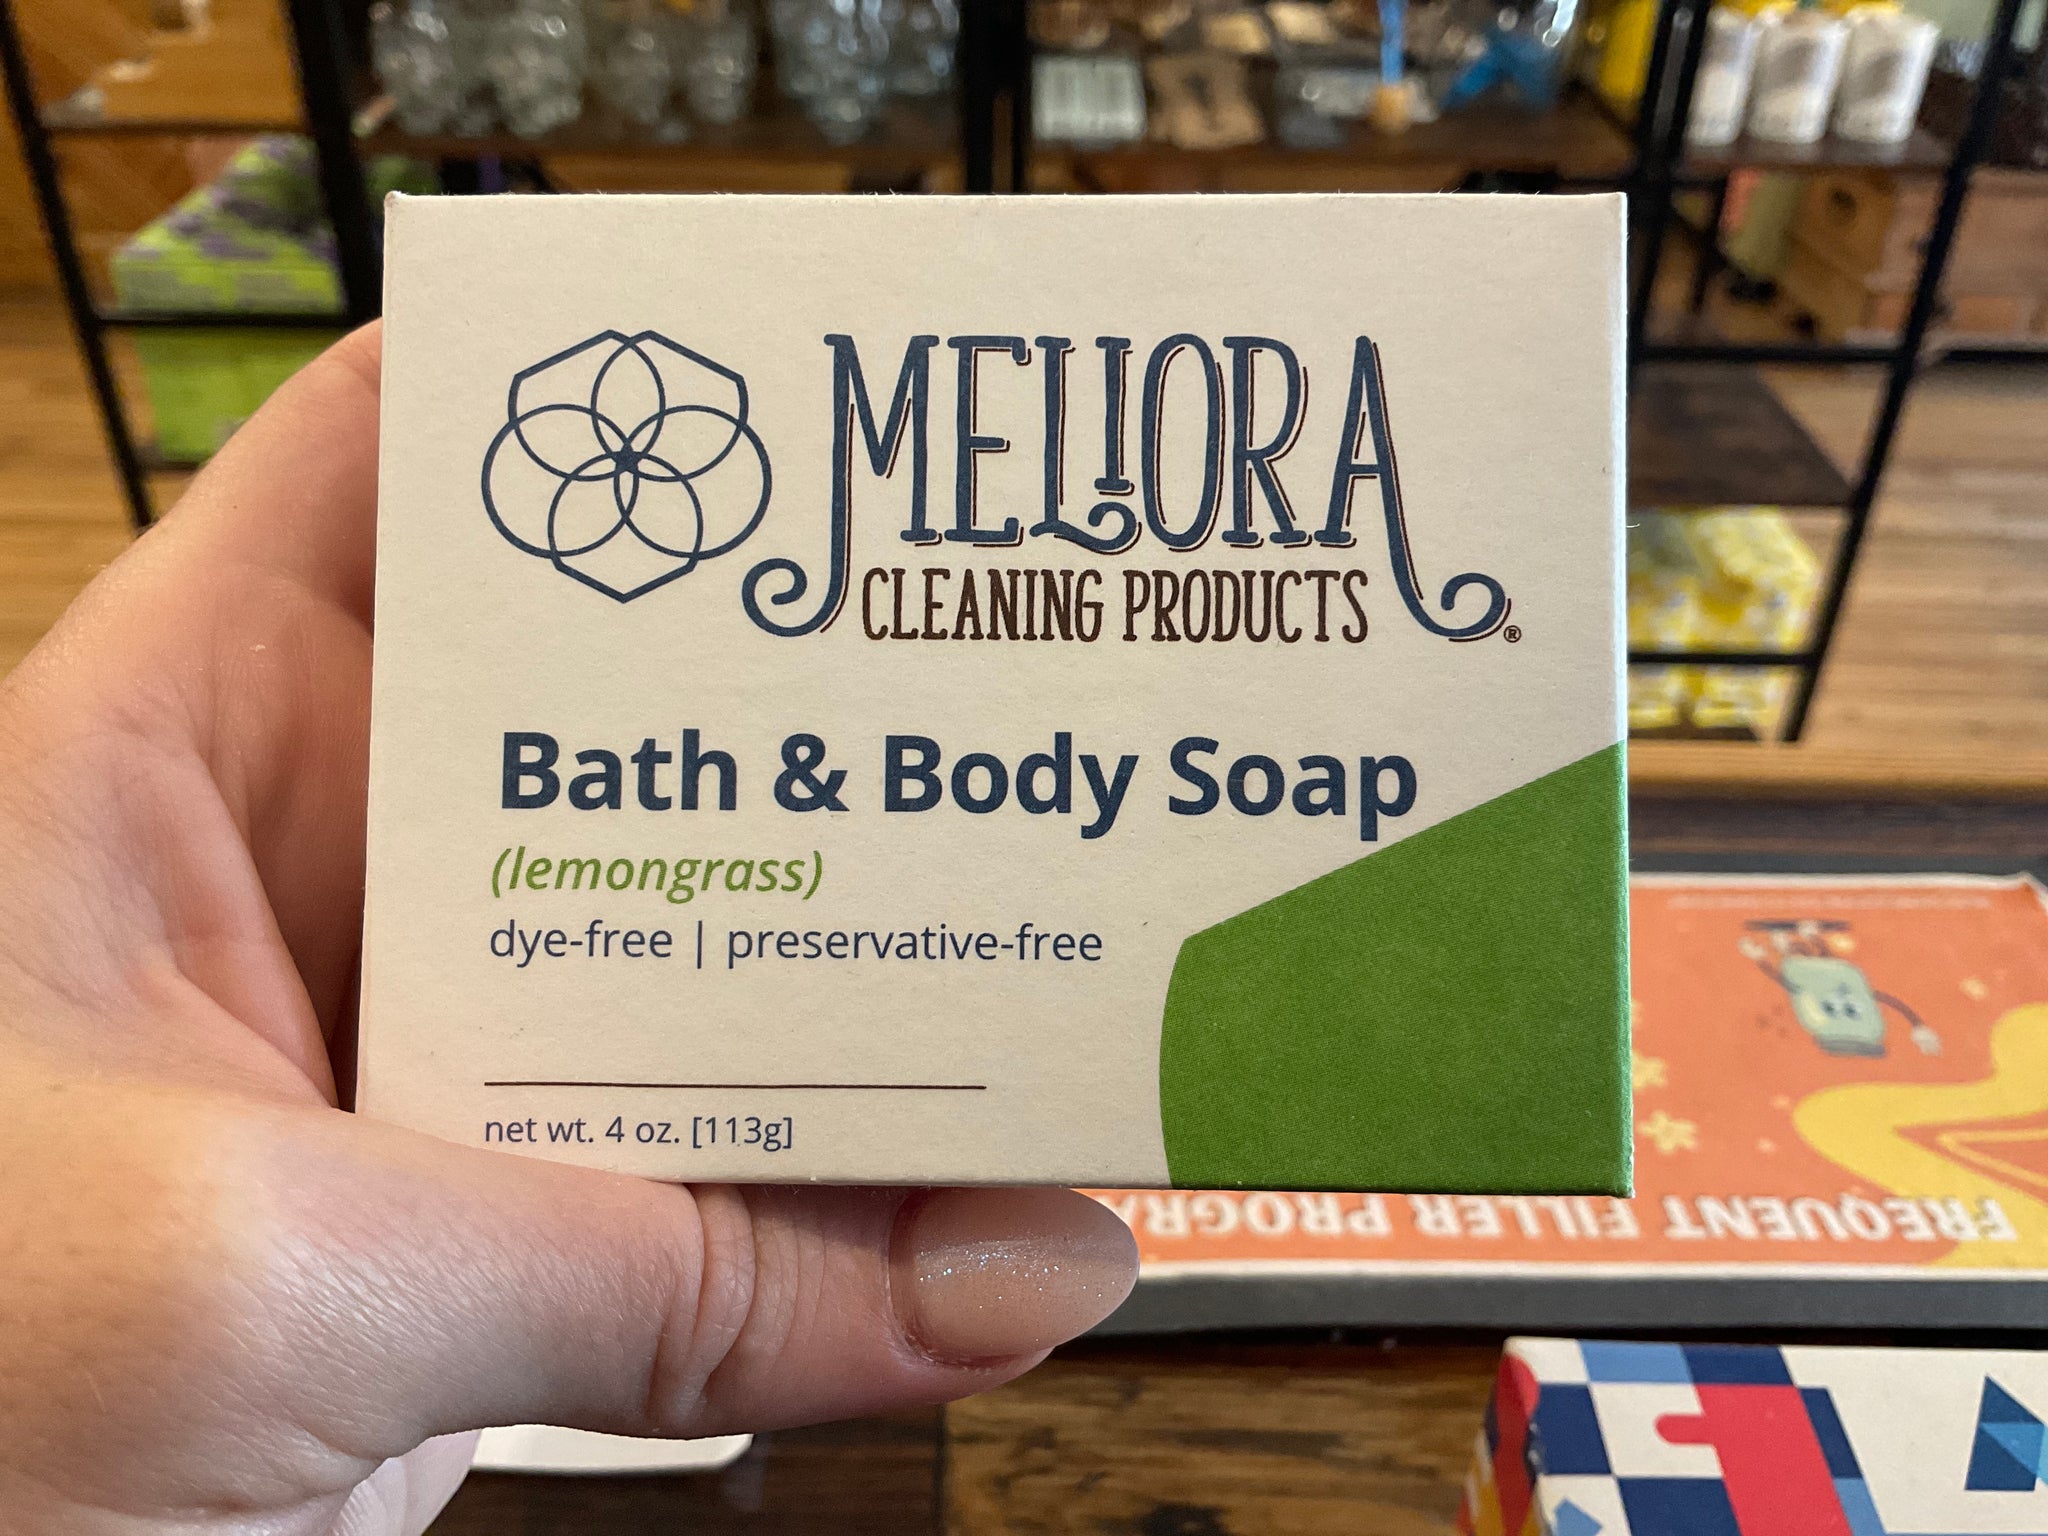 MELIORA
CLEANING PRODUCTS®
Bath & Body Soap
(lemongrass)
dye-free | preservative-free
net wt. 4 oz. [113g]
FREQUENT FILLER PROGRA